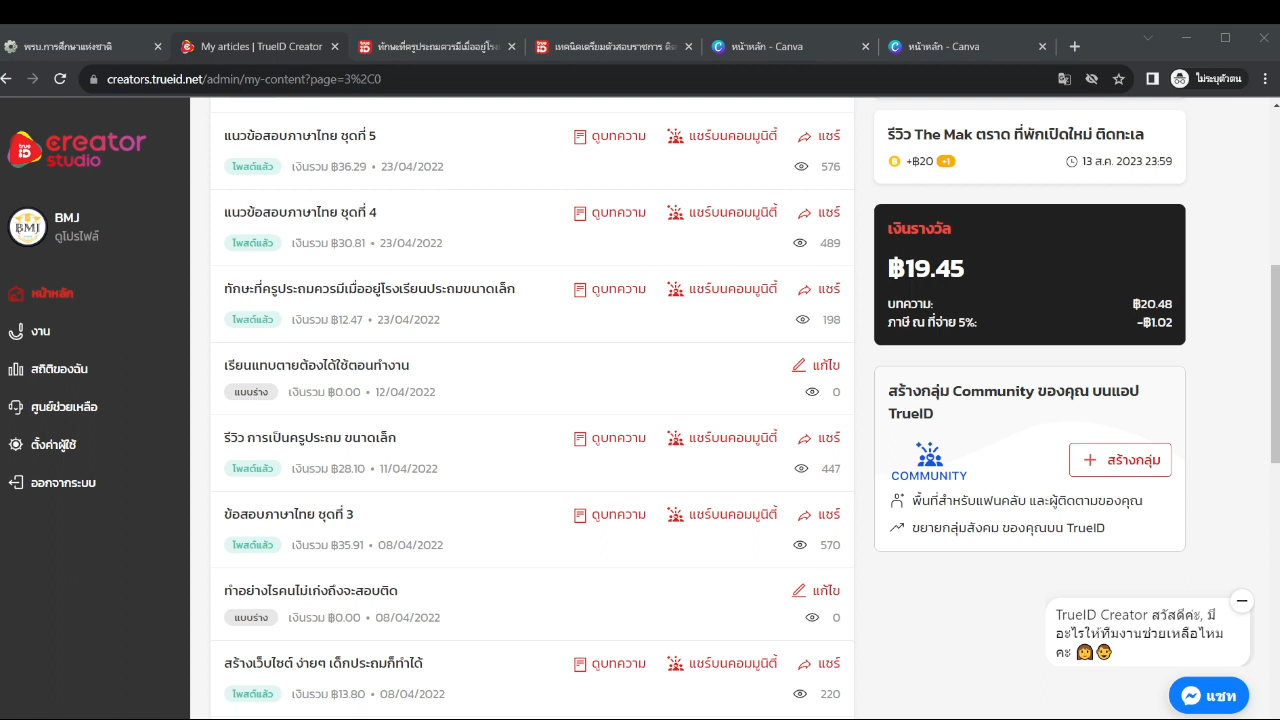 พรบ.การศึกษาแห่งชาติ
My articles | TrueID Creator
ทักษะที่ครูประถมควรมีเมื่ออยู่โรง
เทคนิคเตรียมตัวสอบราชการ ติ
หน้าหลัก - Canva
หน้าหลัก - Canva
creators.trueid.net/admin/my-content?page=3%2C0
ไม่ระบุตัวตน
true ID
creator
studio
BMJ
BMJ
ดูโปรไฟล์
หน้าหลัก
งาน
สถิติของฉัน
ศูนย์ช่วยเหลือ
ตั้งค่าผู้ใช้
ออกจากระบบ
แนวข้อสอบภาษาไทย ชุดที่ 5 ดูบทความ แชร์บนคอมมูนิตี้ แชร์
โพสต์แล้ว เงินรวม ฿36.29 • 23/04/2022 576
แนวข้อสอบภาษาไทย ชุดที่ 4 ดูบทความ แชร์บนคอมมูนิตี้ แชร์
โพสต์แล้ว เงินรวม ฿30.81 • 23/04/2022 489
ทักษะที่ครูประถมควรมีเมื่ออยู่โรงเรียนประถมขนาดเล็ก ดูบทความ แชร์บนคอมมูนิตี้ แชร์
โพสต์แล้ว เงินรวม ฿12.47 • 23/04/2022 198
เรียนแทบตายต้องได้ใช้ตอนทำงาน แก้ไข
แบบร่าง เงินรวม ฿0.00 • 12/04/2022 0
รีวิว การเป็นครูประถม ขนาดเล็ก ดูบทความ แชร์บนคอมมูนิตี้ แชร์
โพสต์แล้ว เงินรวม ฿28.10 • 11/04/2022 447
ข้อสอบภาษาไทย ชุดที่ 3 ดูบทความ แชร์บนคอมมูนิตี้ แชร์
โพสต์แล้ว เงินรวม ฿35.91 • 08/04/2022 570
ทำอย่างไรคนไม่เก่งถึงจะสอบติด แก้ไข
แบบร่าง เงินรวม ฿0.00 • 08/04/2022 0
สร้างเว็บไซต์ ง่ายๆ เด็กประถมก็ทำได้ ดูบทความ แชร์บนคอมมูนิตี้ แชร์
โพสต์แล้ว เงินรวม ฿13.80 • 08/04/2022 220
รีวิว The Mak ตราด ที่พักเปิดใหม่ ติดทะเล
+฿20 +1 13 ส.ค. 2023 23:59
เงินรางวัล
฿19.45
บทความ: ฿20.48
ภาษี ณ ที่จ่าย 5%: -฿1.02
สร้างกลุ่ม Community ของคุณ บนแอป
TrueID
COMMUNITY
+ สร้างกลุ่ม
พื้นที่สำหรับแฟนคลับ และผู้ติดตามของคุณ
ขยายกลุ่มสังคม ของคุณบน TrueID
TrueID Creator สวัสดีค่ะ, มี
อะไรให้ทีมงานช่วยเหลือไหม
คะ
แชท